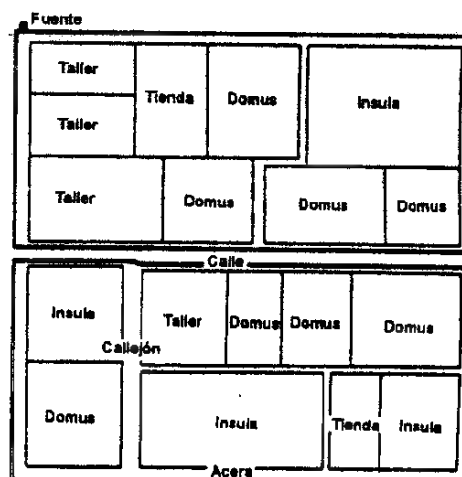 Fuente
Taller
Tienda
Domus
Insula
Taller
Taller
Domus
Domus
Domus
Calle
Insula
Taller
Domus
Domus
Domus
Callejón
Domus
Insula
Tienda
Insula
Acera